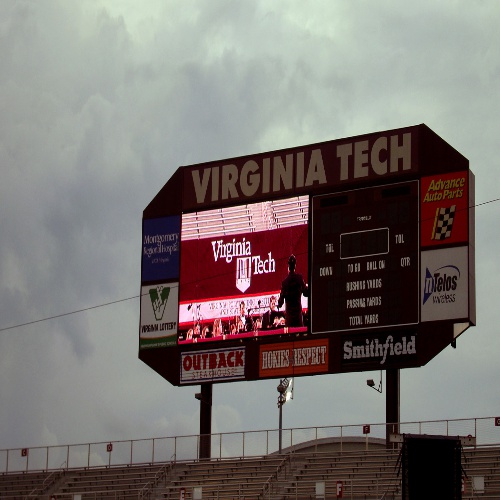 VIRGINIA TECH
Advance
Auto Parts
Montgomery
Regional Hospital
Virginia
Tech
TOL
TOL
DOWN TO GO BALL ON QTR
RUSHING YARDS
PASSING YARDS
TOTAL YARDS
nTelos
WIRELESS
V
VIRGINIA LOTTERY
OUTBACK
STEAKHOUSE
HOKIES RESPECT
Smithfield